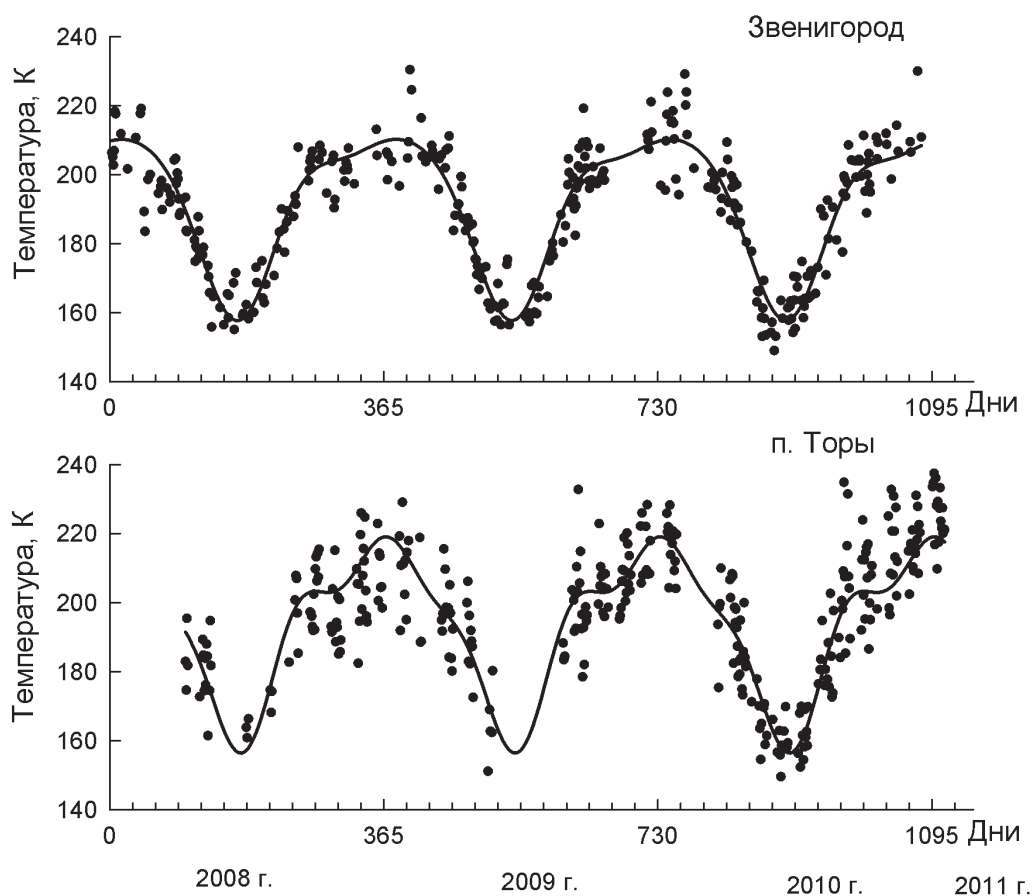 Звенигород
Температура, К
240
220
200
180
160
140
0 365 730 1095 Дни
п. Торы
Температура, К
240
220
200
180
160
140
0 365 730 1095 Дни
2008 г. 2009 г. 2010 г. 2011 г.